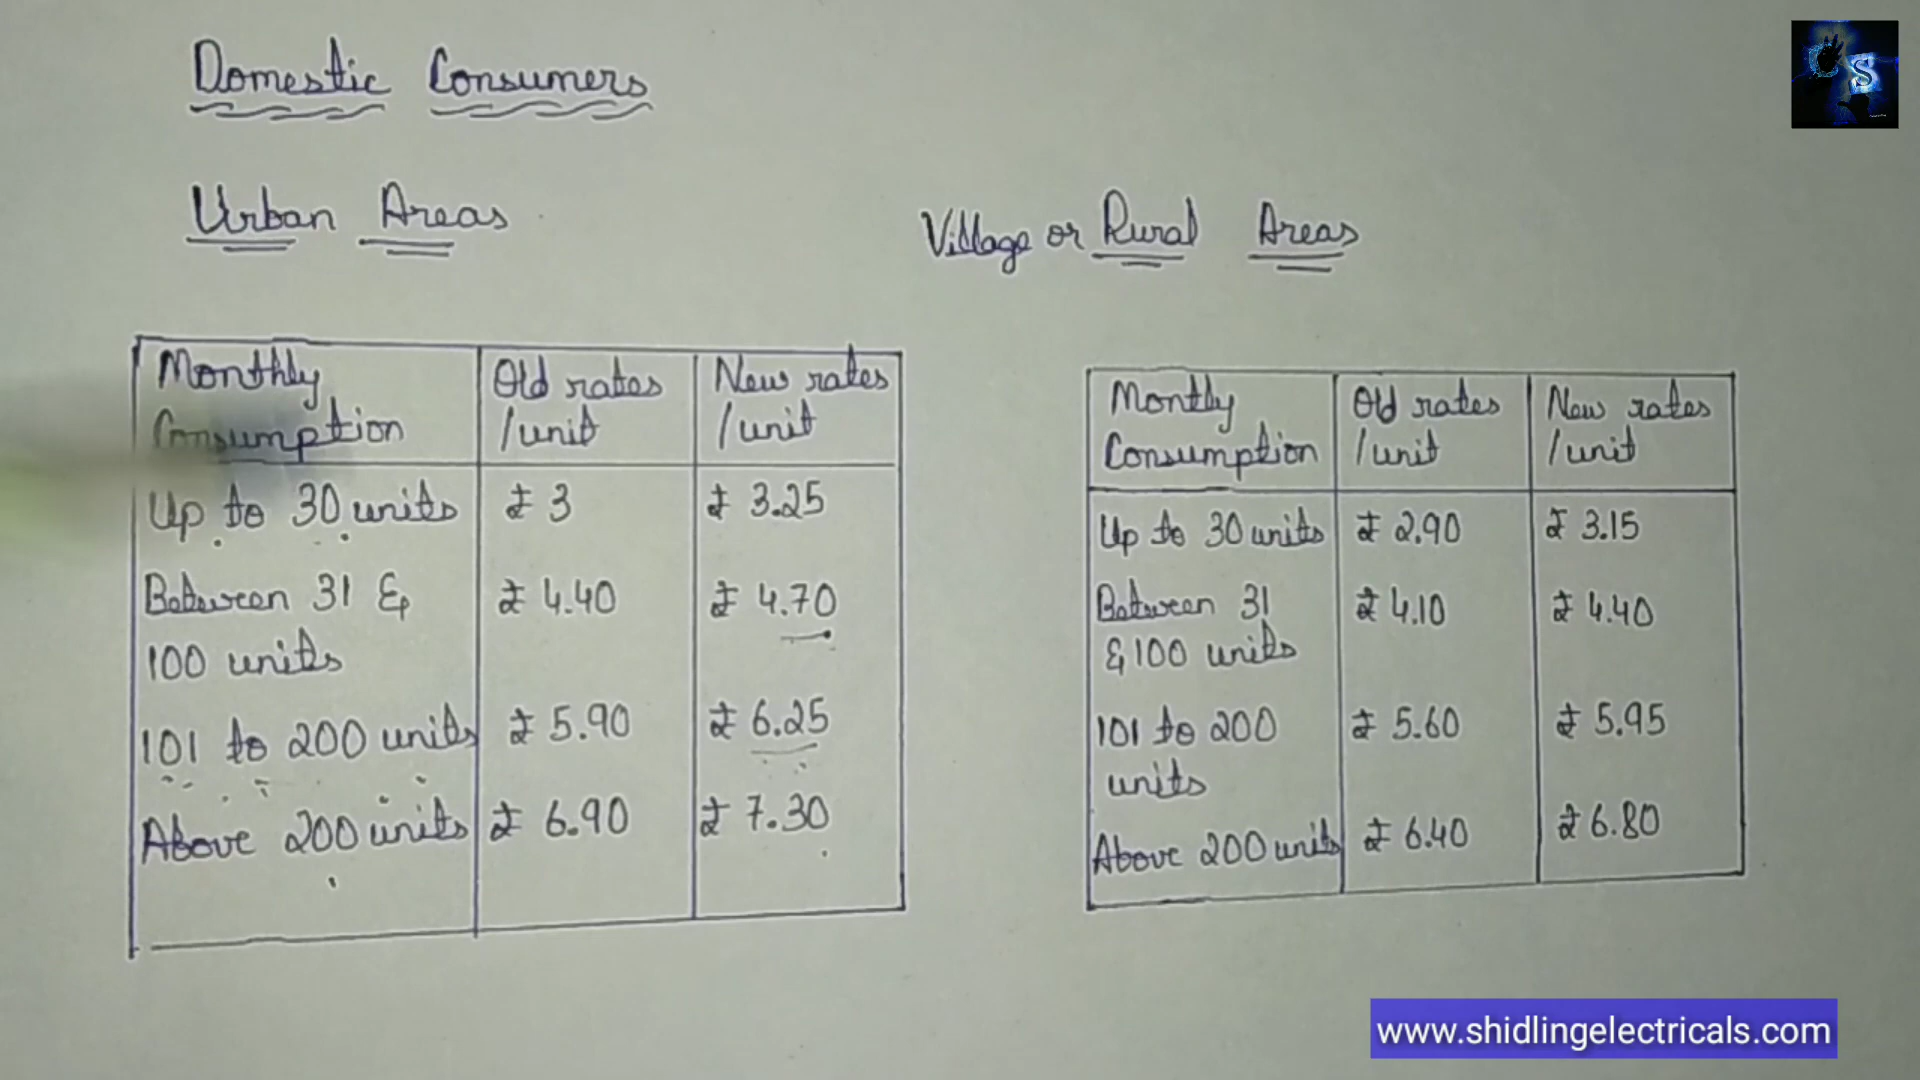 Domestic Consumers
Urban Areas
Monthly
Consumption
Old rates
/unit
New rates
/unit
Up to 30 units
₹ 3
₹ 3.25
Between 31 &
100 units
₹ 4.40
₹ 4.70
101 to 200 units
₹ 5.90
₹ 6.25
Above 200 units
₹ 6.90
₹ 7.30
Village or Rural Areas
Montly
Consumption
Old rates
/unit
New rates
/unit
Up to 30 units
₹ 2.90
₹ 3.15
Between 31
& 100 units
₹ 4.10
₹ 4.40
101 to 200
units
₹ 5.60
₹ 5.95
Above 200 units
₹ 6.40
₹ 6.80
www.shidlingelectricals.com